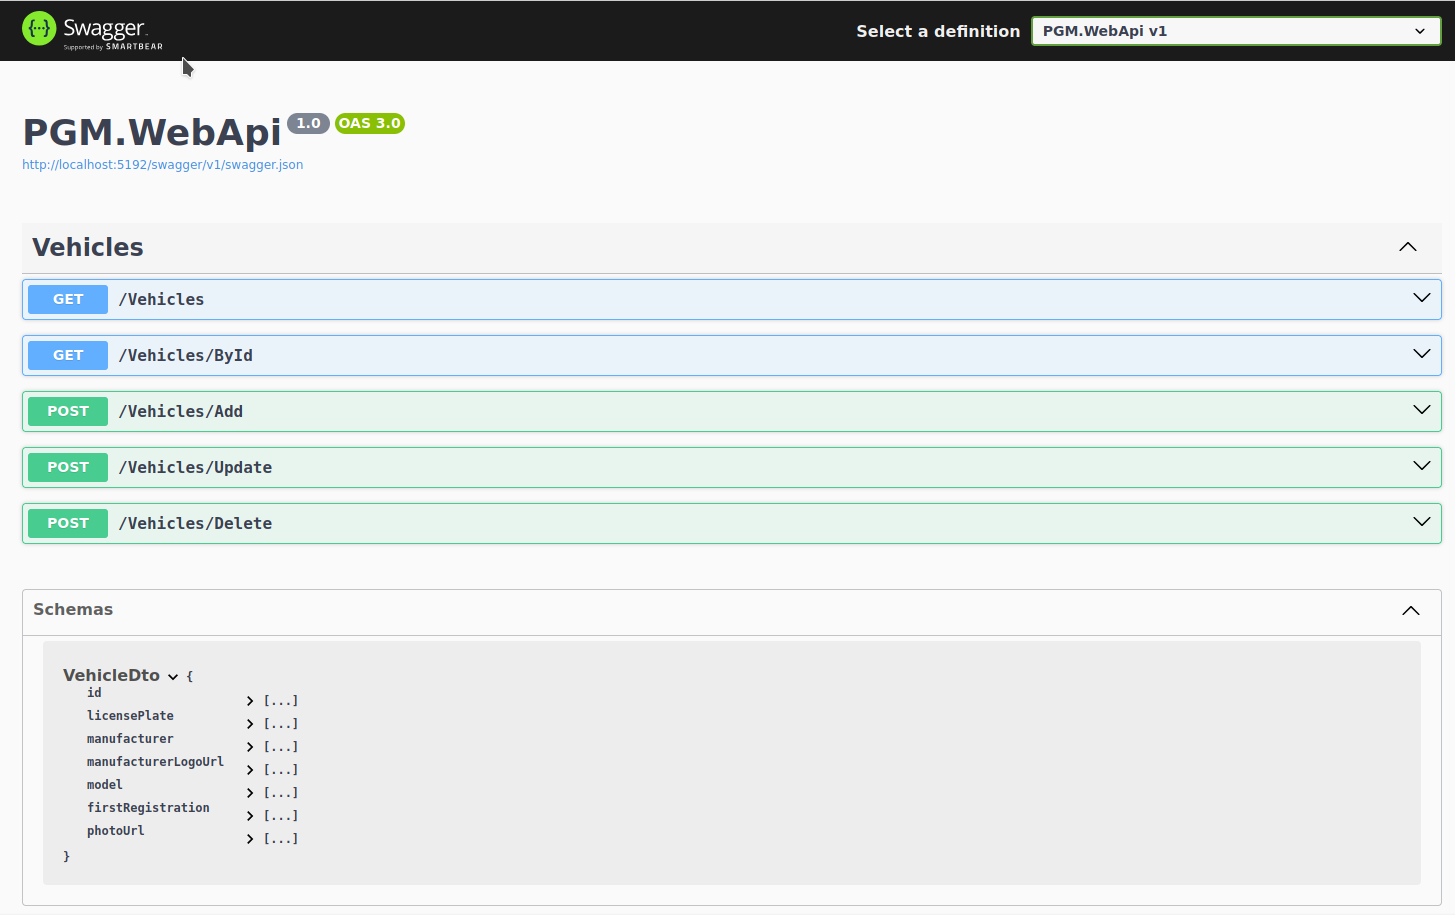 {···} Swagger.
Supported by SMARTBEAR
Select a definition
PGM.WebApi v1
PGM.WebApi 1.0 OAS 3.0
http://localhost:5192/swagger/v1/swagger.json
Vehicles
GET /Vehicles
GET /Vehicles/ById
POST /Vehicles/Add
POST /Vehicles/Update
POST /Vehicles/Delete
Schemas
VehicleDto {
id [...]
licensePlate [...]
manufacturer [...]
manufacturerLogoUrl [...]
model [...]
firstRegistration [...]
photoUrl [...]
}